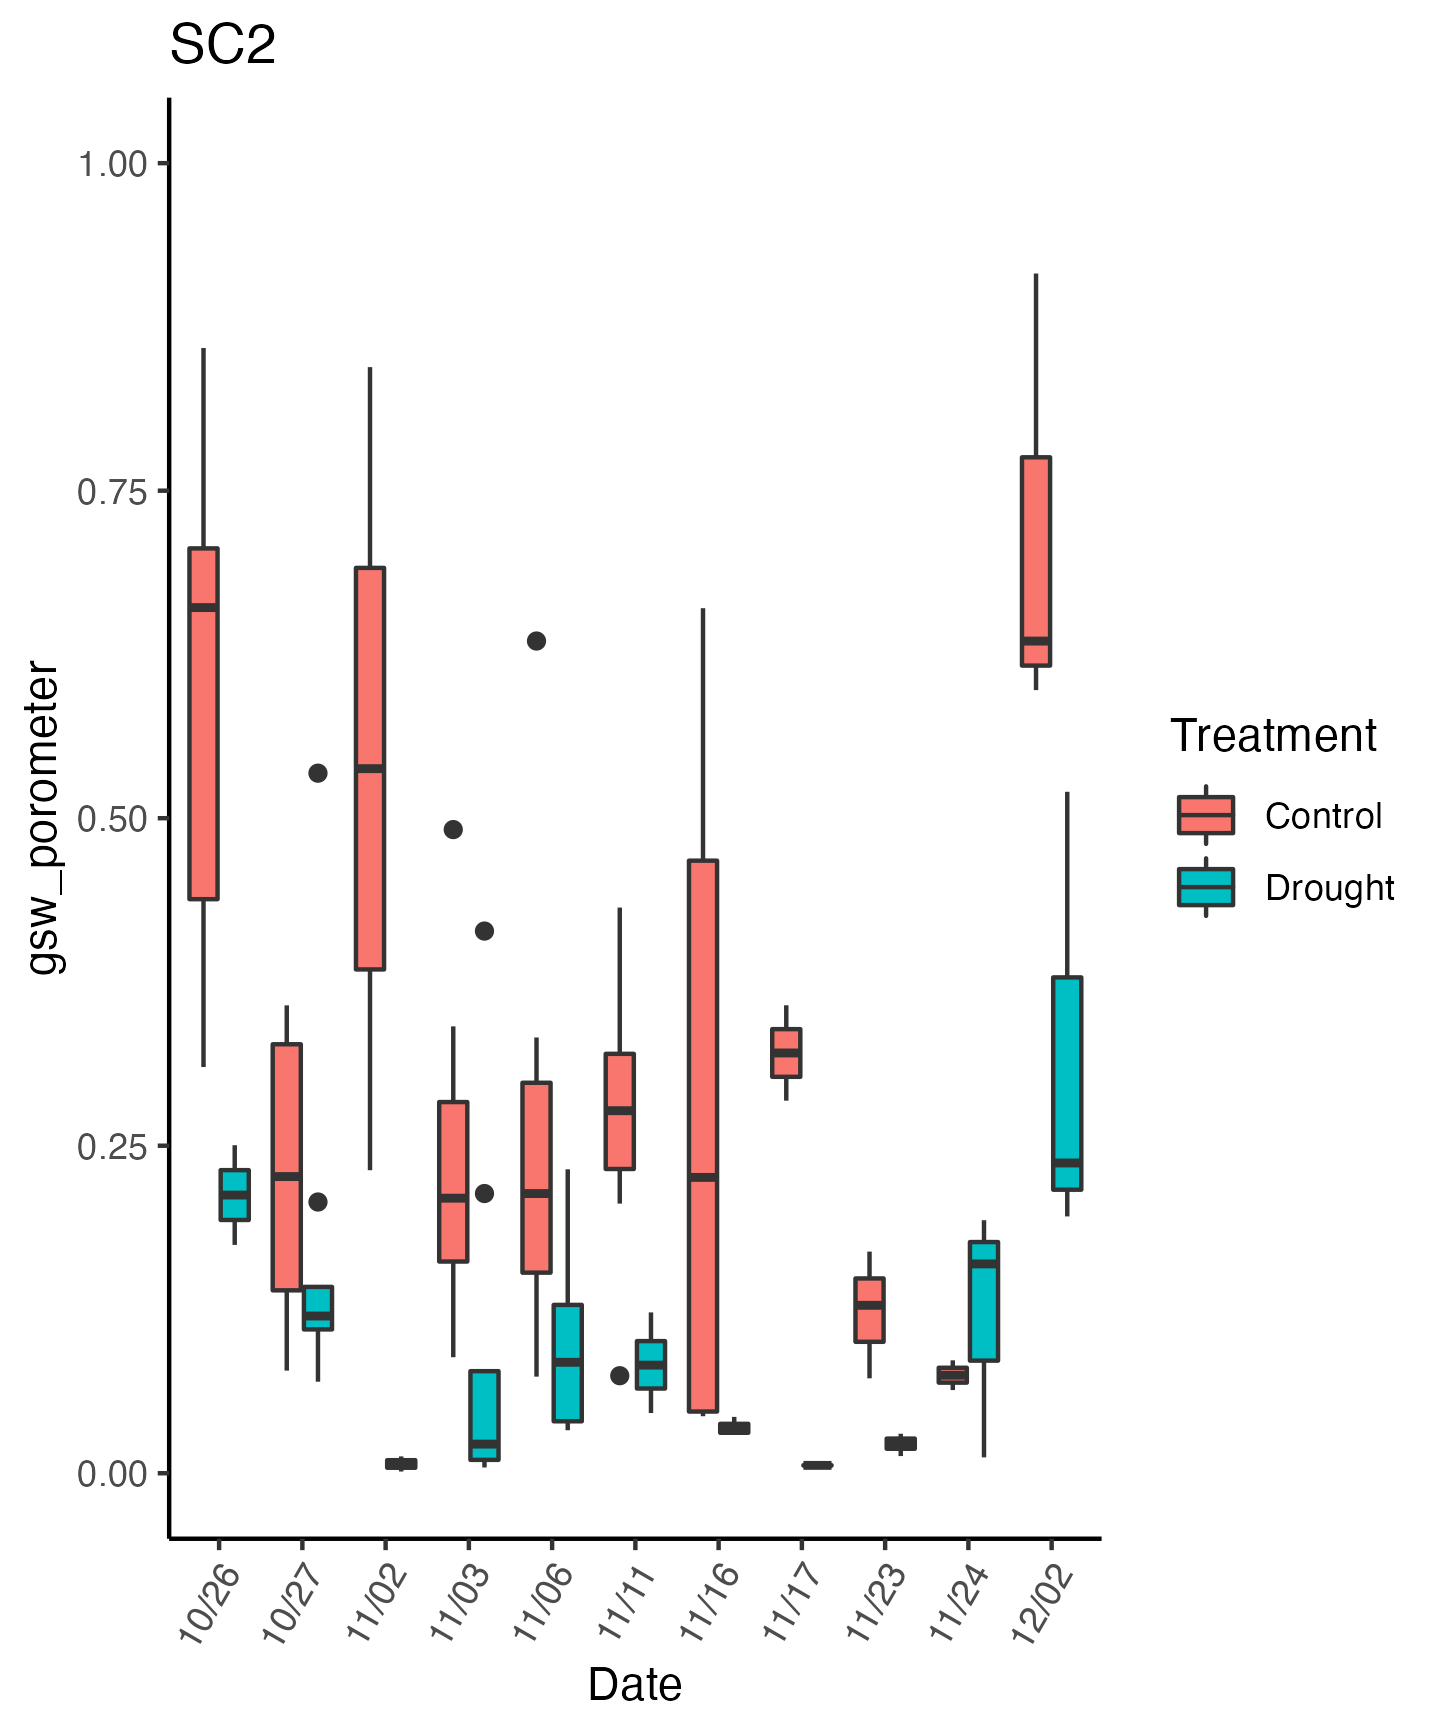 SC2
1.00
0.75
0.50
0.25
0.00
gsw_porometer
10/26
10/27
11/02
11/03
11/06
11/11
11/16
11/17
11/23
11/24
12/02
Date
Treatment
Control
Drought